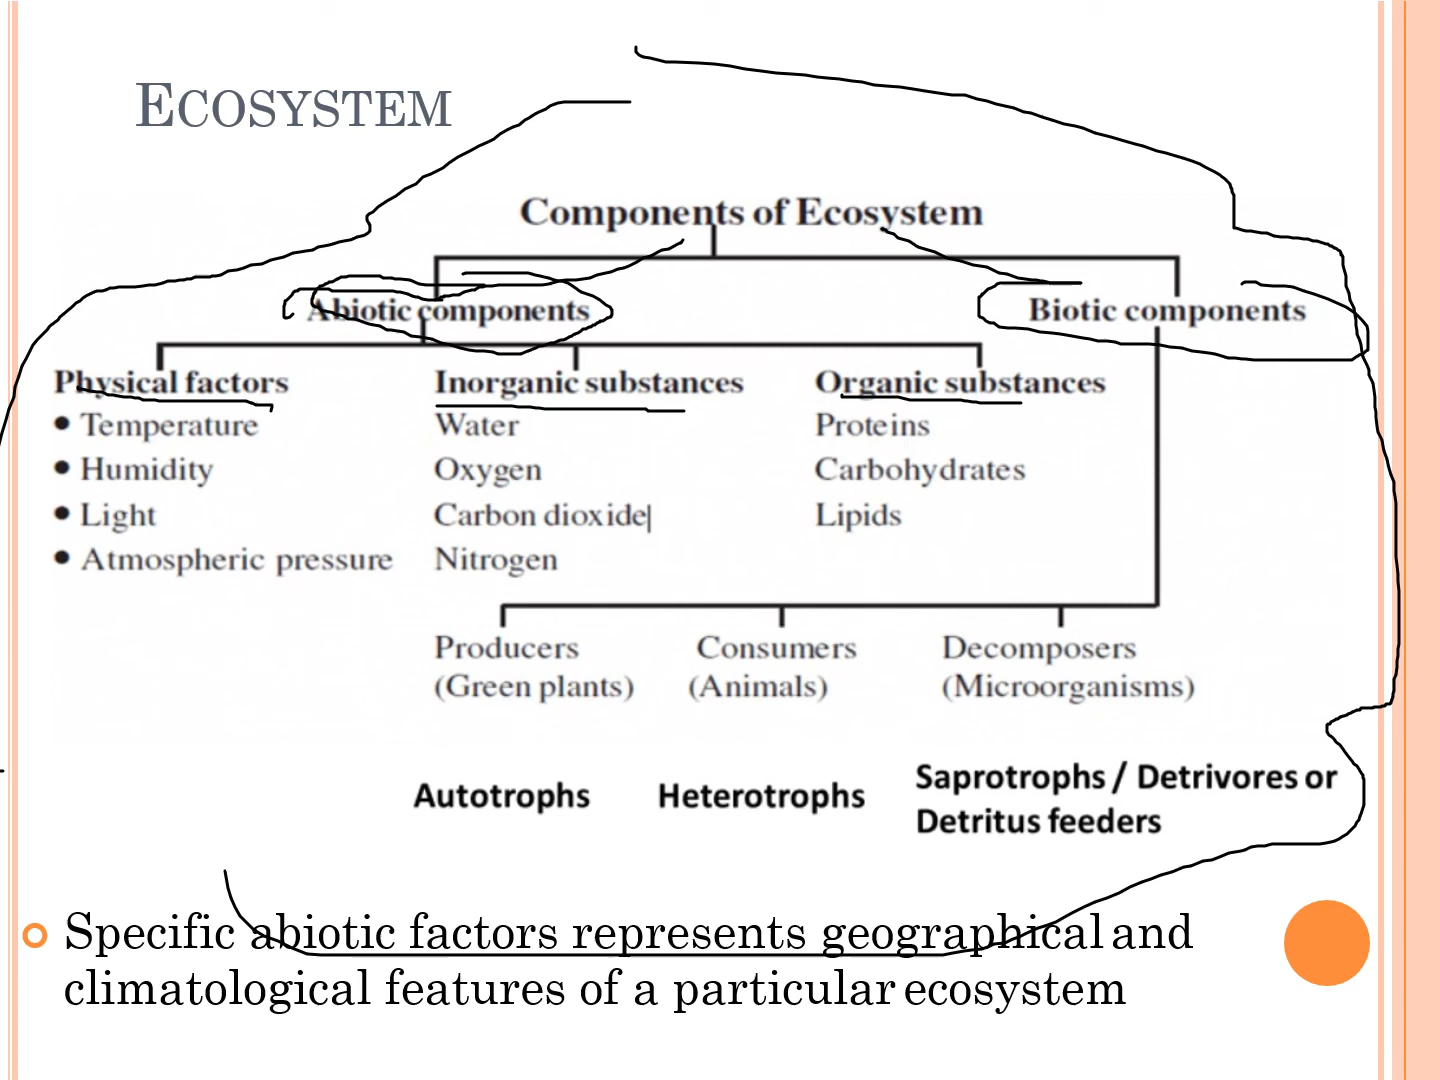 ECOSYSTEM
Components of Ecosystem
Abiotic components
Biotic components
Physical factors
• Temperature
• Humidity
• Light
• Atmospheric pressure
Inorganic substances
Water
Oxygen
Carbon dioxide|
Nitrogen
Organic substances
Proteins
Carbohydrates
Lipids
Producers
(Green plants)
Consumers
(Animals)
Decomposers
(Microorganisms)
Autotrophs
Heterotrophs
Saprotrophs / Detrivores or
Detritus feeders
Specific abiotic factors represents geographical and
climatological features of a particular ecosystem